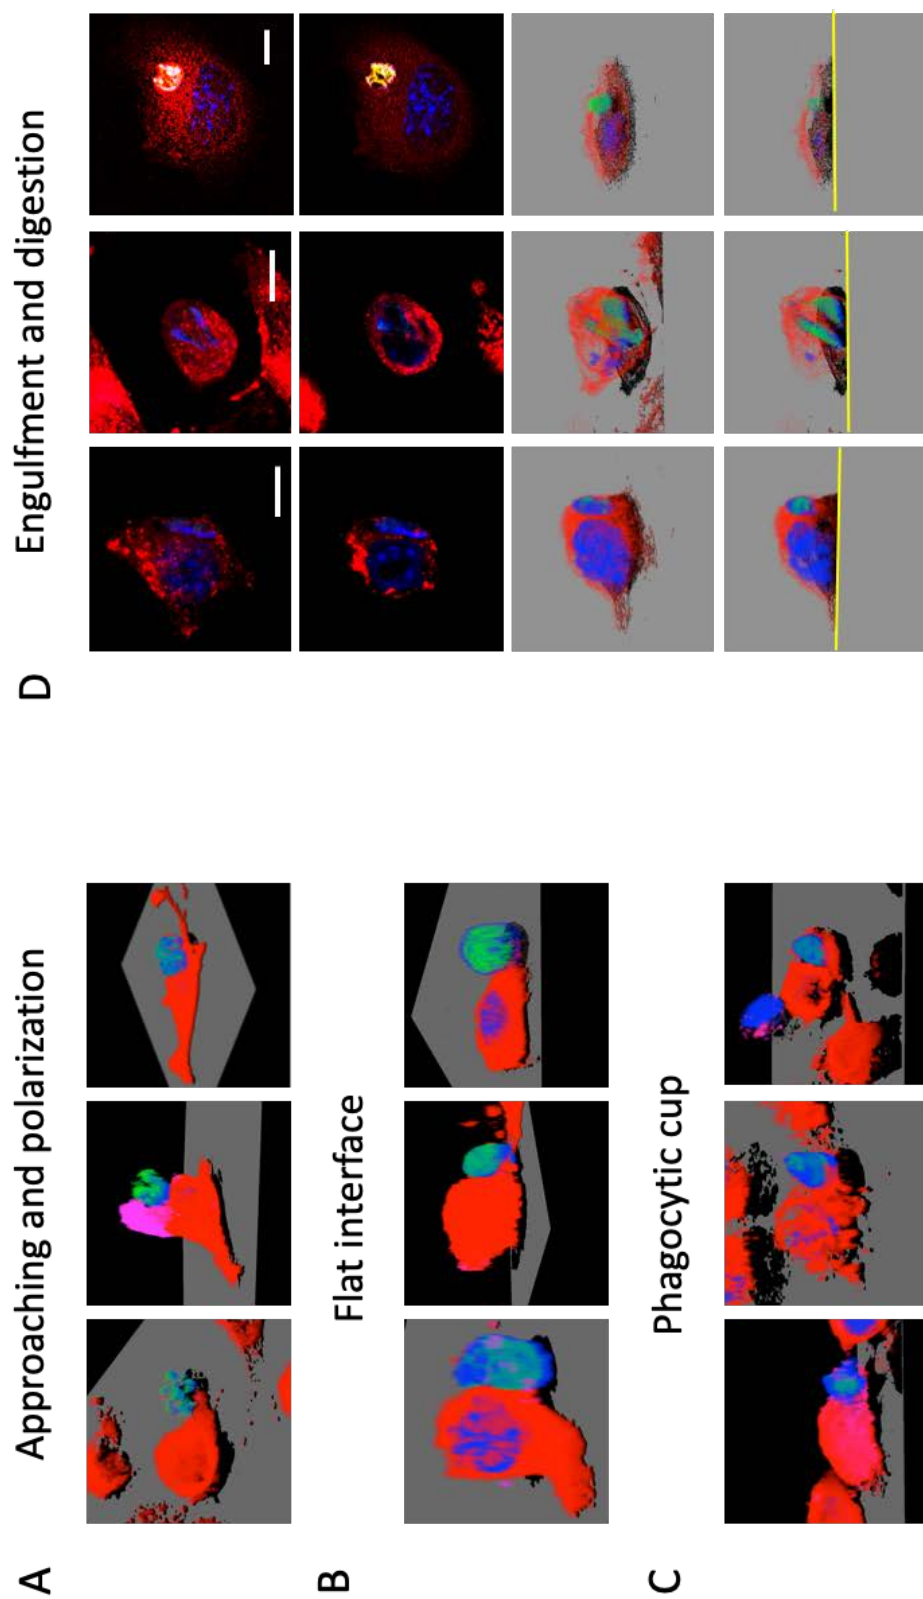 A Approaching and polarization
B Flat interface
C Phagocytic cup
D Engulfment and digestion